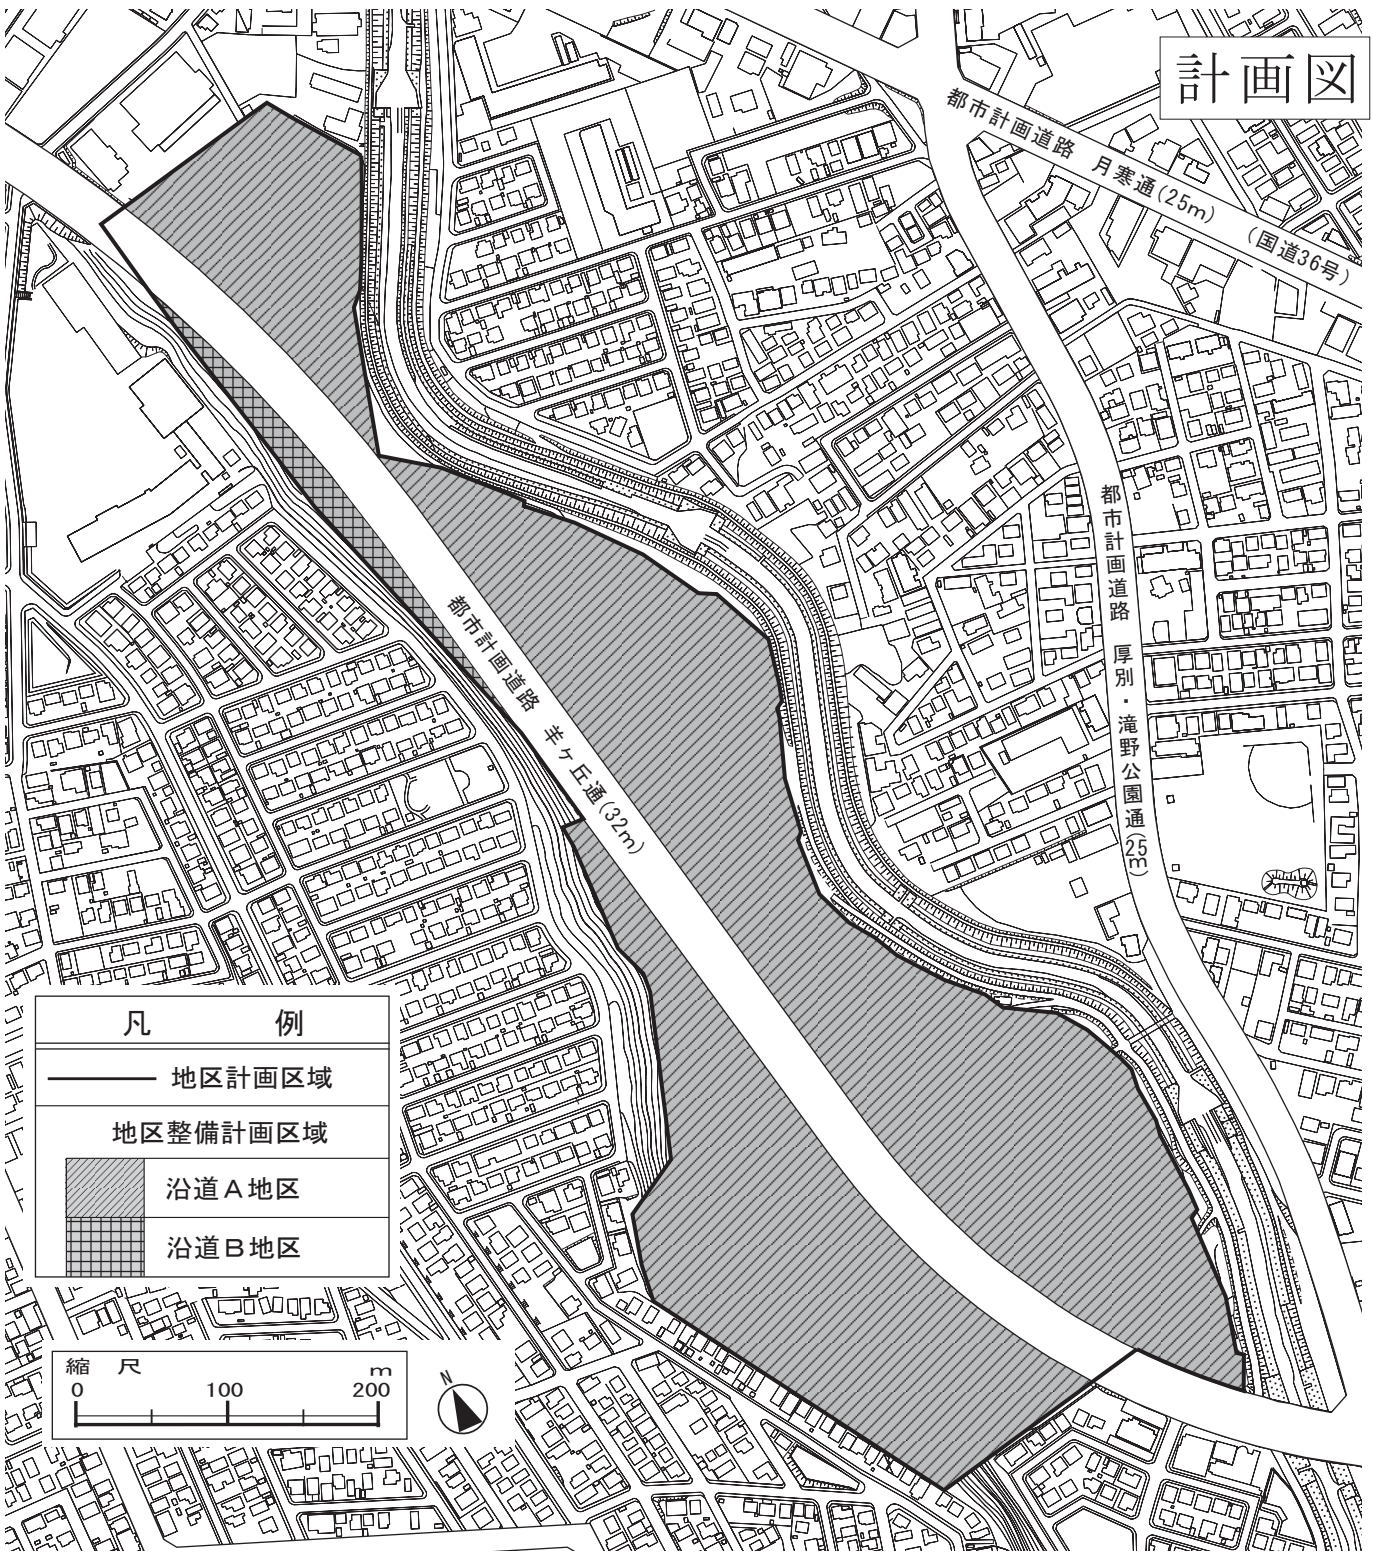 計画図
都市計画道路 月寒通(25m)
(国道36号)
都市計画道路 厚別・滝野公園通(25m)
都市計画道路 羊ヶ丘通(32m)
凡 例
地区計画区域
地区整備計画区域
沿道A地区
沿道B地区
縮 尺 m
0 100 200
N